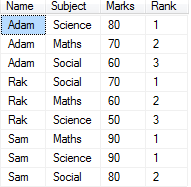 Name Subject Marks Rank
Adam Science 80 1
Adam Maths 70 2
Adam Social 60 3
Rak Social 70 1
Rak Maths 60 2
Rak Science 50 3
Sam Maths 90 1
Sam Science 90 1
Sam Social 80 2